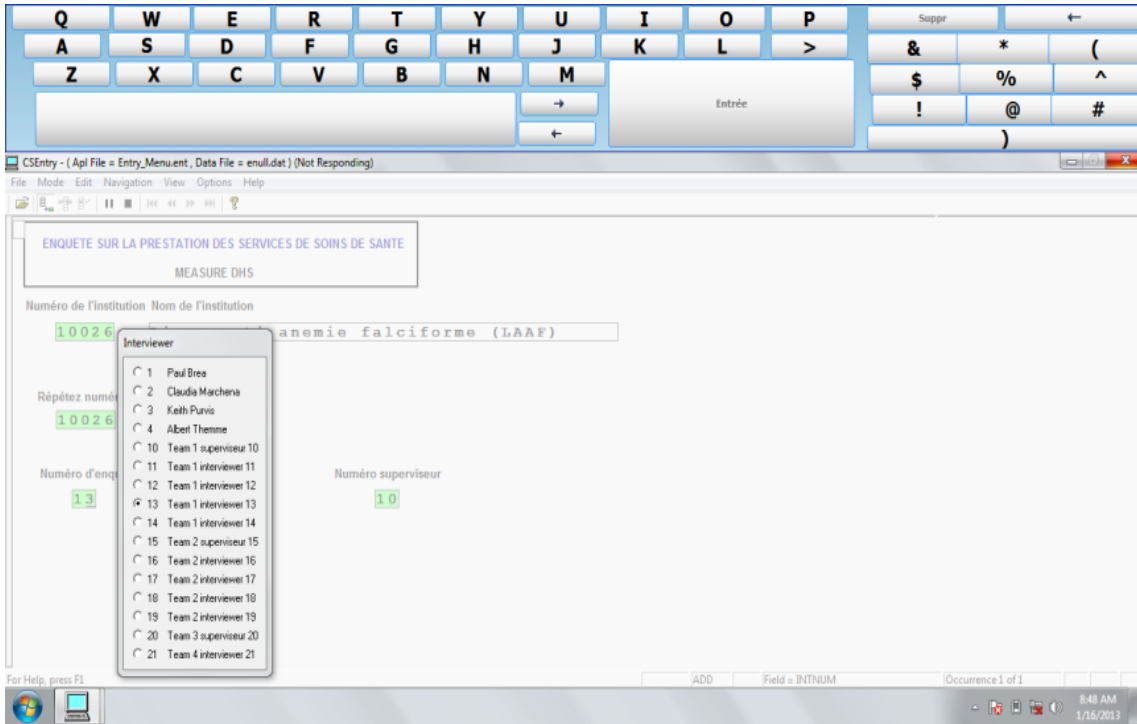 Q W E R T Y U I O P Suppr ←
A S D F G H J K L > & * (
Z X C V B N M $ % ^
→ Entrée ! @ #
← )
CSEntry - ( Apl File = Entry_Menu.ent , Data File = enull.dat ) (Not Responding)
File Mode Edit Navigation View Options Help
ENQUETE SUR LA PRESTATION DES SERVICES DE SOINS DE SANTE
MEASURE DHS
Numéro de l'institution Nom de l'institution
10026 anemie falciforme (LAAF)
Interviewer
1 Paul Brea
2 Claudia Marchena
3 Keith Purvis
4 Albert Themme
10 Team 1 superviseur 10
11 Team 1 interviewer 11
12 Team 1 interviewer 12
13 Team 1 interviewer 13
14 Team 1 interviewer 14
15 Team 2 superviseur 15
16 Team 2 interviewer 16
17 Team 2 interviewer 17
18 Team 2 interviewer 18
19 Team 2 interviewer 19
20 Team 3 superviseur 20
21 Team 4 interviewer 21
Répétez numé
10026
Numéro d'enq Numéro superviseur
13 10
For Help, press F1 ADD Field = INTNUM Occurrence 1 of 1
8:48 AM
1/16/2013